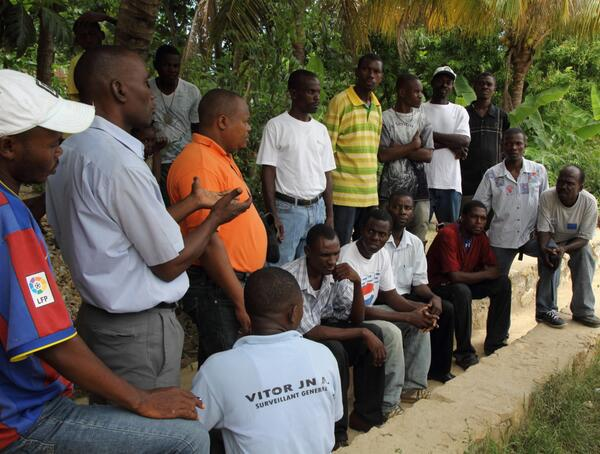 LFP
VITOR JN A.
SURVEILLANT GENERAL